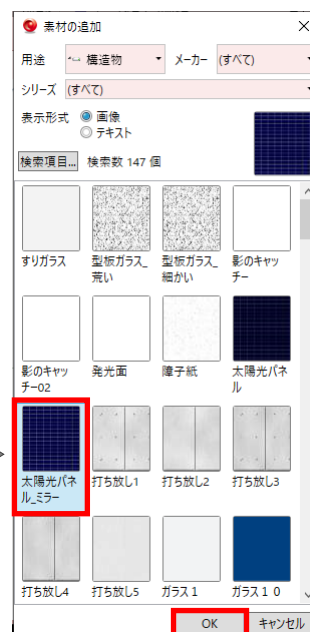 素材の追加
用途 構造物 メーカー (すべて)
シリーズ (すべて)
表示形式 画像
テキスト
検索項目... 検索数 147 個
すりガラス 型板ガラス_ 型板ガラス_ 影のキャッ
荒い 細かい チー
影のキャッ 発光面 障子紙 太陽光パネ
チー02 ル
太陽光パネ 打ち放し1 打ち放し2 打ち放し3
ル_ミラー
打ち放し4 打ち放し5 ガラス1 ガラス10
OK キャンセル